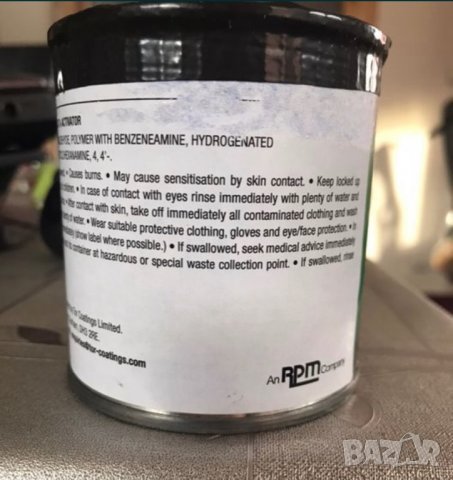 ACTIVATOR
POLYMER WITH BENZENEAMINE, HYDROGENATED
4, 4'-.
• Causes burns. • May cause sensitisation by skin contact. • Keep locked up
• In case of contact with eyes rinse immediately with plenty of water and
After contact with skin, take off immediately all contaminated clothing and wash
of water. • Wear suitable protective clothing, gloves and eye/face protection. • In
(show label where possible.) • If swallowed, seek medical advice immediately
container at hazardous or special waste collection point. • If swallowed, rinse
Coatings Limited.
DH3 2RE.
-coatings.com
An RPM Company
BAZAR